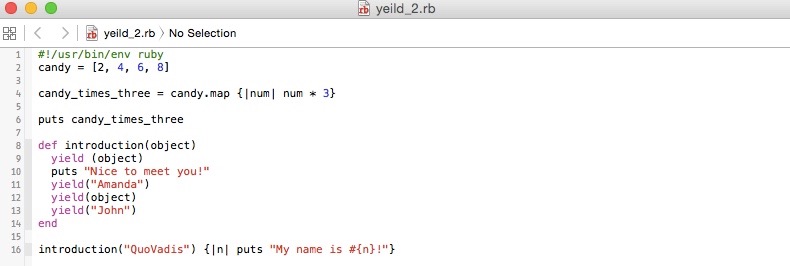 yeild_2.rb
yeild_2.rb No Selection
1 #!/usr/bin/env ruby
2 candy = [2, 4, 6, 8]
3
4 candy_times_three = candy.map {|num| num * 3}
5
6 puts candy_times_three
7
8 def introduction(object)
9 yield (object)
10 puts "Nice to meet you!"
11 yield("Amanda")
12 yield(object)
13 yield("John")
14 end
15
16 introduction("QuoVadis") {|n| puts "My name is #{n}!"}